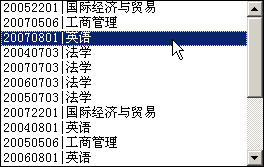 20052201|国际经济与贸易
20070506|工商管理
20070801|英语
20040703|法学
20070703|法学
20060703|法学
20050703|法学
20072201|国际经济与贸易
20040801|英语
20050506|工商管理
20060801|英语